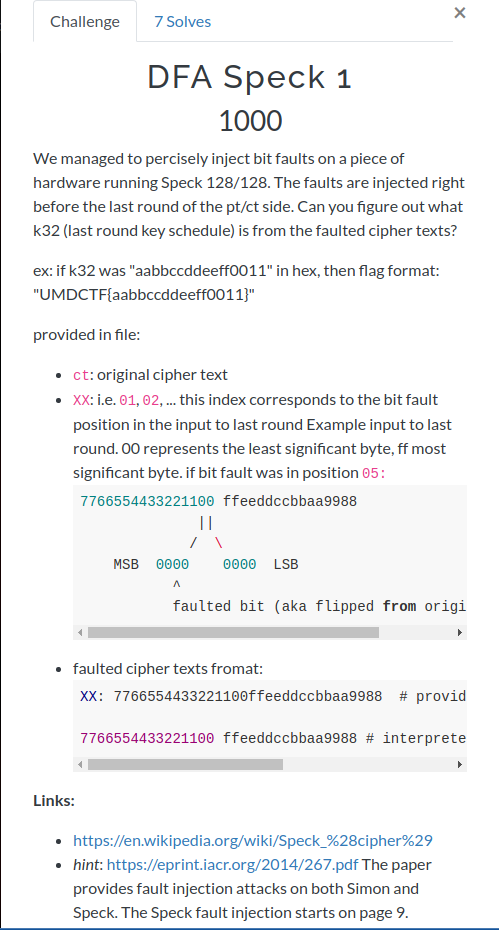 Challenge
7 Solves
×
DFA Speck 1
1000
We managed to percisely inject bit faults on a piece of
hardware running Speck 128/128. The faults are injected right
before the last round of the pt/ct side. Can you figure out what
k32 (last round key schedule) is from the faulted cipher texts?
ex: if k32 was "aabbccddeeff0011" in hex, then flag format:
"UMDCTF{aabbccddeeff0011}"
provided in file:
• ct: original cipher text
• XX: i.e. 01, 02, ... this index corresponds to the bit fault
position in the input to last round Example input to last
round. 00 represents the least significant byte, ff most
significant byte. if bit fault was in position 05:
7766554433221100 ffeeddccbbaa9988
||
/ \
MSB 0000 0000 LSB
^
faulted bit (aka flipped from origi
• faulted cipher texts fromat:
XX: 7766554433221100ffeeddccbbaa9988 # provid
7766554433221100 ffeeddccbbaa9988 # interprete
Links:
• https://en.wikipedia.org/wiki/Speck_%28cipher%29
• hint: https://eprint.iacr.org/2014/267.pdf The paper
provides fault injection attacks on both Simon and
Speck. The Speck fault injection starts on page 9.